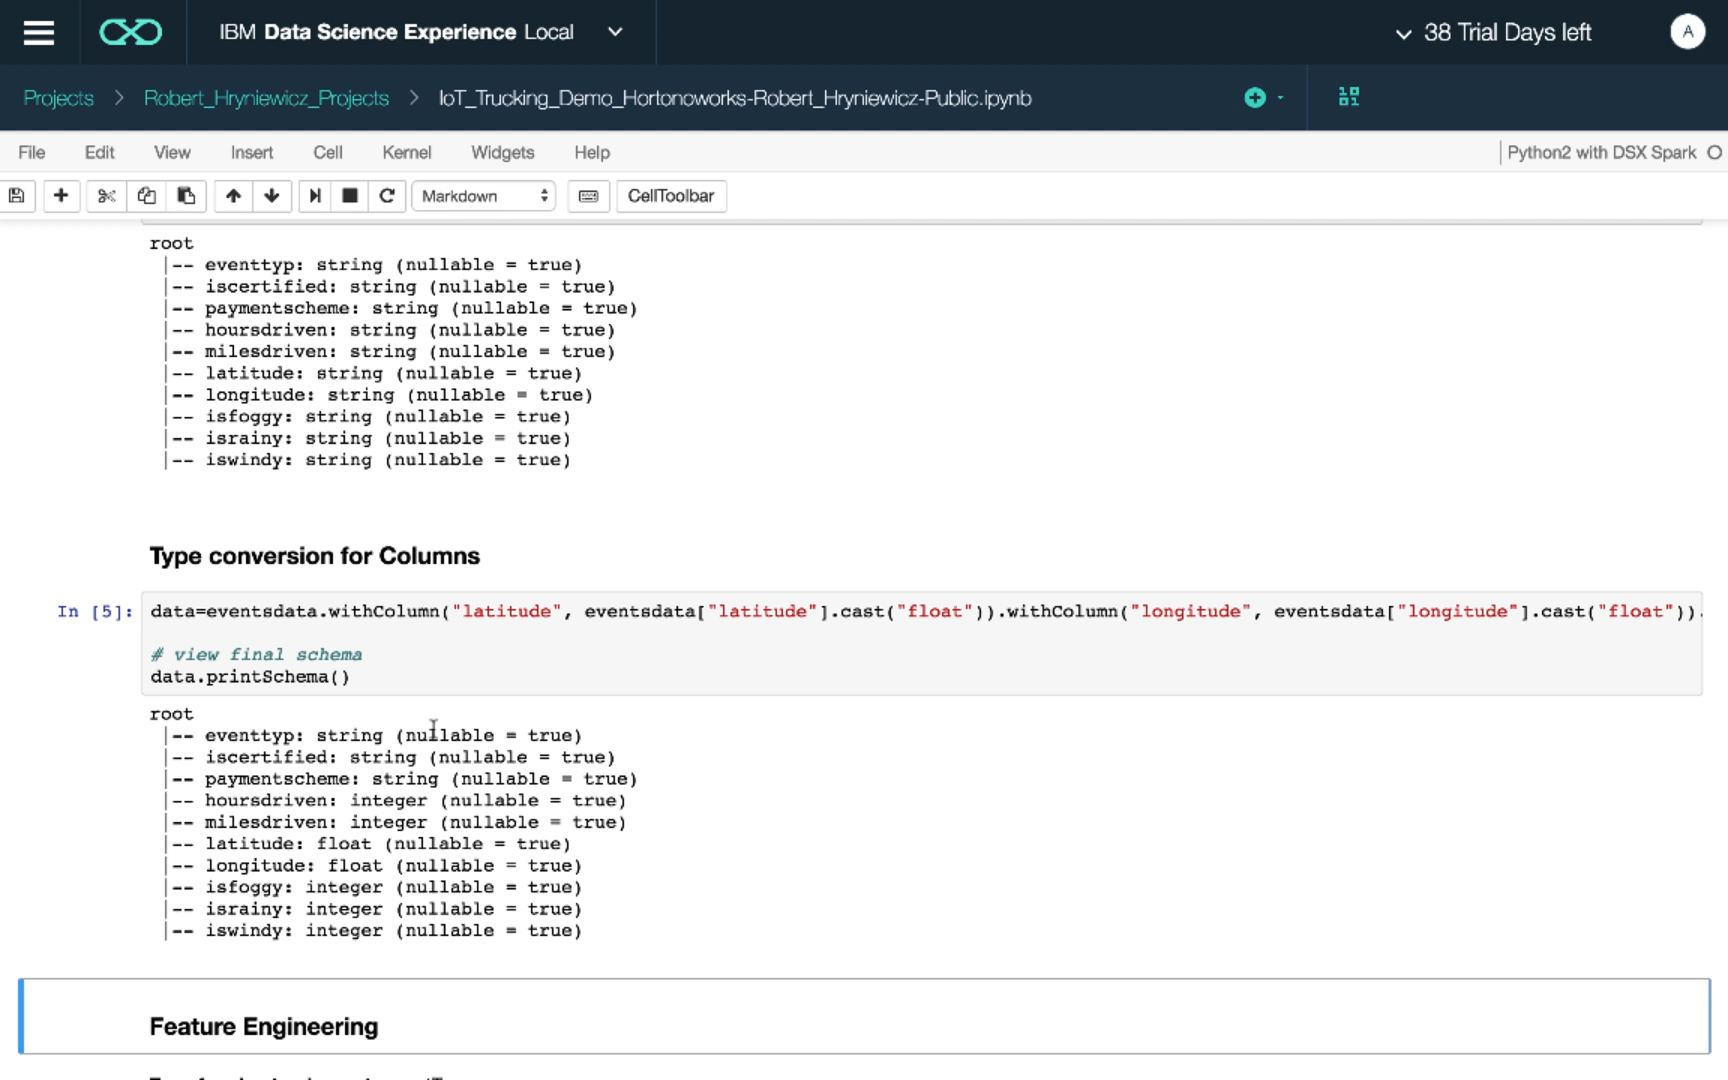 IBM Data Science Experience Local
38 Trial Days left
A
Projects > Robert_Hryniewicz_Projects > IoT_Trucking_Demo_Hortonoworks-Robert_Hryniewicz-Public.ipynb
File Edit View Insert Cell Kernel Widgets Help
Python2 with DSX Spark
Markdown
CellToolbar
root
|-- eventtyp: string (nullable = true)
|-- iscertified: string (nullable = true)
|-- paymentscheme: string (nullable = true)
|-- hoursdriven: string (nullable = true)
|-- milesdriven: string (nullable = true)
|-- latitude: string (nullable = true)
|-- longitude: string (nullable = true)
|-- isfoggy: string (nullable = true)
|-- israiny: string (nullable = true)
|-- iswindy: string (nullable = true)
Type conversion for Columns
In [5]: data=eventsdata.withColumn("latitude", eventsdata["latitude"].cast("float")).withColumn("longitude", eventsdata["longitude"].cast("float")).
# view final schema
data.printSchema()
root
|-- eventtyp: string (nullable = true)
|-- iscertified: string (nullable = true)
|-- paymentscheme: string (nullable = true)
|-- hoursdriven: integer (nullable = true)
|-- milesdriven: integer (nullable = true)
|-- latitude: float (nullable = true)
|-- longitude: float (nullable = true)
|-- isfoggy: integer (nullable = true)
|-- israiny: integer (nullable = true)
|-- iswindy: integer (nullable = true)
Feature Engineering